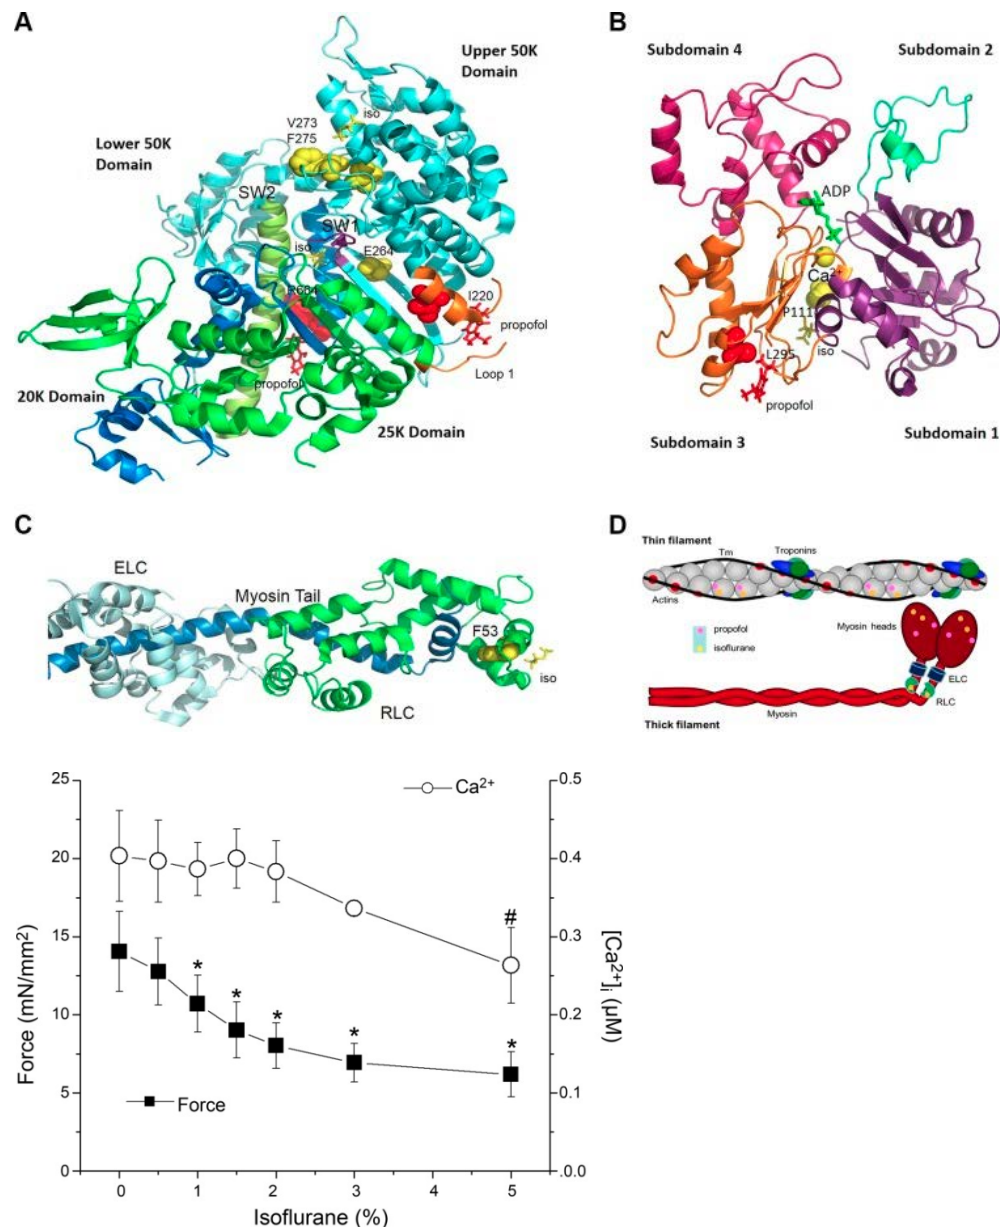 A
Upper 50K
Domain
iso
V273
F275
Lower 50K
Domain
SW2
SW1
iso
E264
I220
propofol
Loop 1
propofol
20K Domain
25K Domain
B
Subdomain 4
Subdomain 2
ADP
Ca²⁺
P111
iso
L295
propofol
Subdomain 3
Subdomain 1
C
ELC
Myosin Tail
F53
iso
RLC
D
Thin filament
Tm
Troponins
Actins
Myosin heads
propofol
isoflurane
ELC
RLC
Myosin
Thick filament
25
20
15
10
5
0
Force (mN/mm²)
Ca²⁺
#
* * * * *
Force
0.5
0.4
0.3
0.2
0.1
0.0
[Ca²⁺]i (µM)
0 1 2 3 4 5
Isoflurane (%)